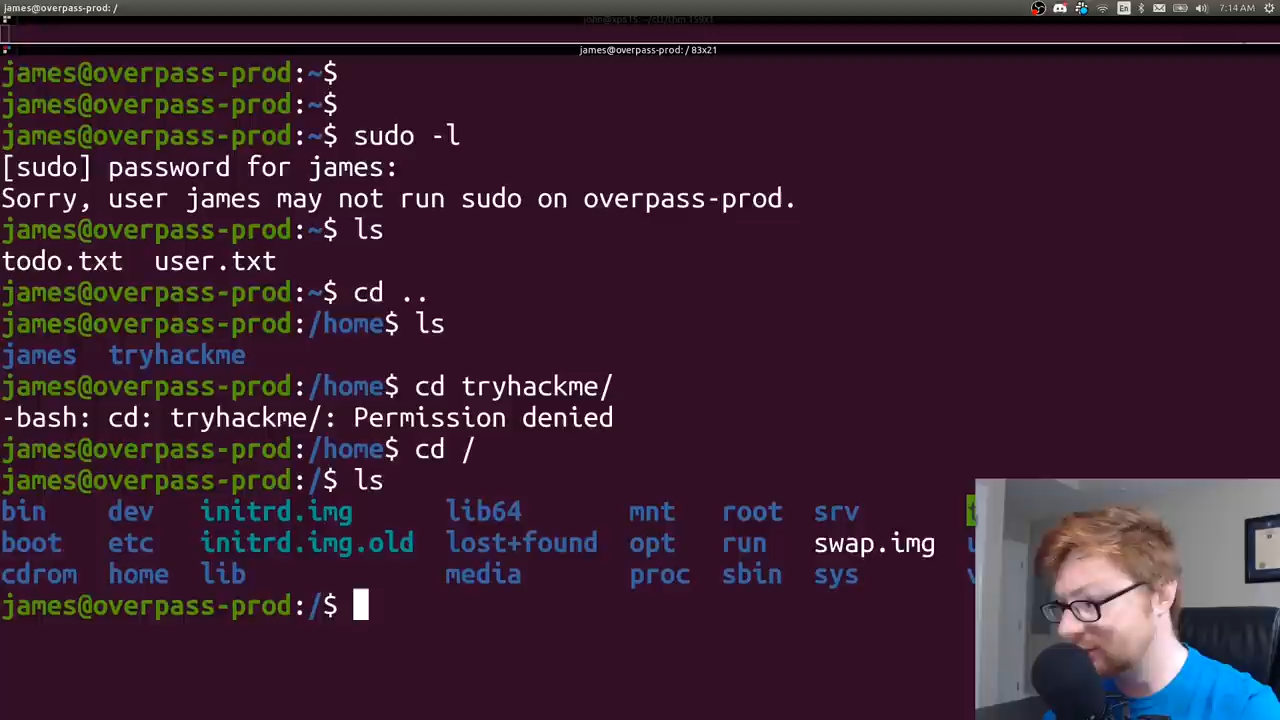 james@overpass-prod: /
En
7:14 AM
james@overpass-prod: / 83x21
james@overpass-prod:~$
james@overpass-prod:~$
james@overpass-prod:~$ sudo -l
[sudo] password for james:
Sorry, user james may not run sudo on overpass-prod.
james@overpass-prod:~$ ls
todo.txt user.txt
james@overpass-prod:~$ cd ..
james@overpass-prod:/home$ ls
james tryhackme
james@overpass-prod:/home$ cd tryhackme/
-bash: cd: tryhackme/: Permission denied
james@overpass-prod:/home$ cd /
james@overpass-prod:/$ ls
bin dev initrd.img lib64 mnt root srv
boot etc initrd.img.old lost+found opt run swap.img
cdrom home lib media proc sbin sys
james@overpass-prod:/$